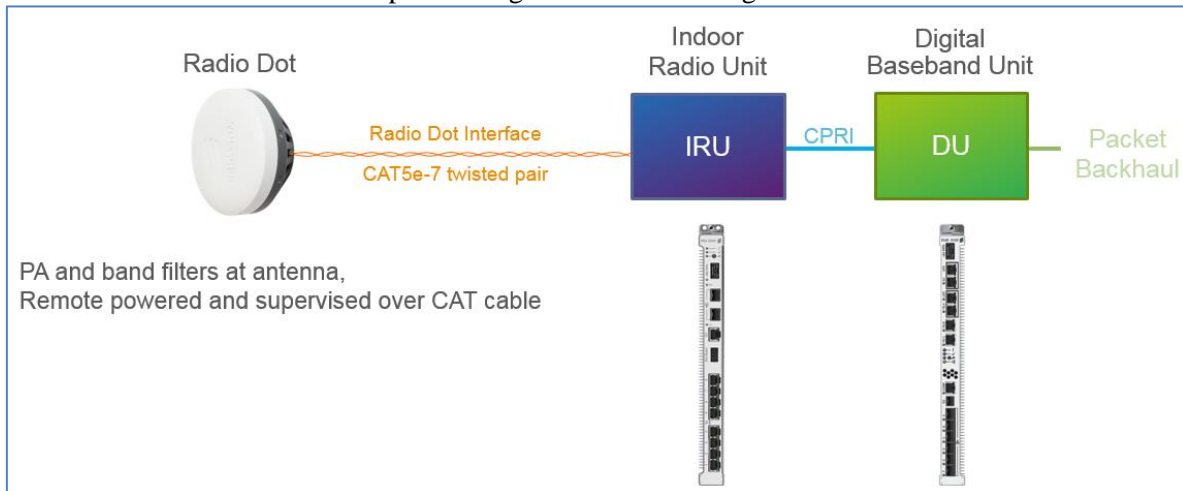 Radio Dot
Indoor
Radio Unit
Digital
Baseband Unit
Radio Dot Interface
CAT5e-7 twisted pair
IRU
CPRI
DU
Packet
Backhaul
PA and band filters at antenna,
Remote powered and supervised over CAT cable